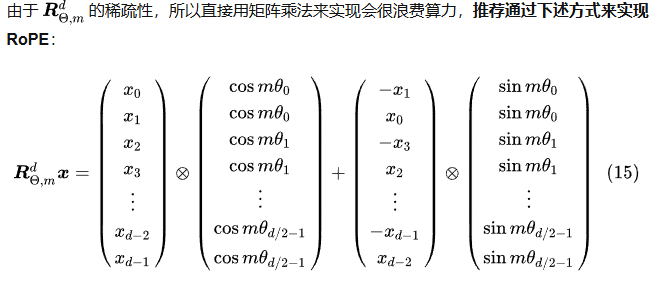 由于 $\boldsymbol{R}^d_{\Theta,m}$ 的稀疏性，所以直接用矩阵乘法来实现会很浪费算力，推荐通过下述方式来实现
RoPE：
$$\boldsymbol{R}^d_{\Theta,m}\boldsymbol{x} = \begin{pmatrix} x_0 \\ x_1 \\ x_2 \\ x_3 \\ \vdots \\ x_{d-2} \\ x_{d-1} \end{pmatrix} \otimes \begin{pmatrix} \cos m\theta_0 \\ \cos m\theta_0 \\ \cos m\theta_1 \\ \cos m\theta_1 \\ \vdots \\ \cos m\theta_{d/2-1} \\ \cos m\theta_{d/2-1} \end{pmatrix} + \begin{pmatrix} -x_1 \\ x_0 \\ -x_3 \\ x_2 \\ \vdots \\ -x_{d-1} \\ x_{d-2} \end{pmatrix} \otimes \begin{pmatrix} \sin m\theta_0 \\ \sin m\theta_0 \\ \sin m\theta_1 \\ \sin m\theta_1 \\ \vdots \\ \sin m\theta_{d/2-1} \\ \sin m\theta_{d/2-1} \end{pmatrix} \quad (15)$$